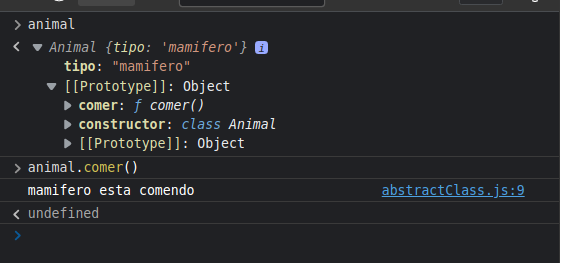 > animal
< ▼ Animal {tipo: 'mamifero'} i
tipo: "mamifero"
▼ [[Prototype]]: Object
▶ comer: ƒ comer()
▶ constructor: class Animal
▶ [[Prototype]]: Object
> animal.comer()
mamifero esta comendo abstractClass.js:9
< undefined
>